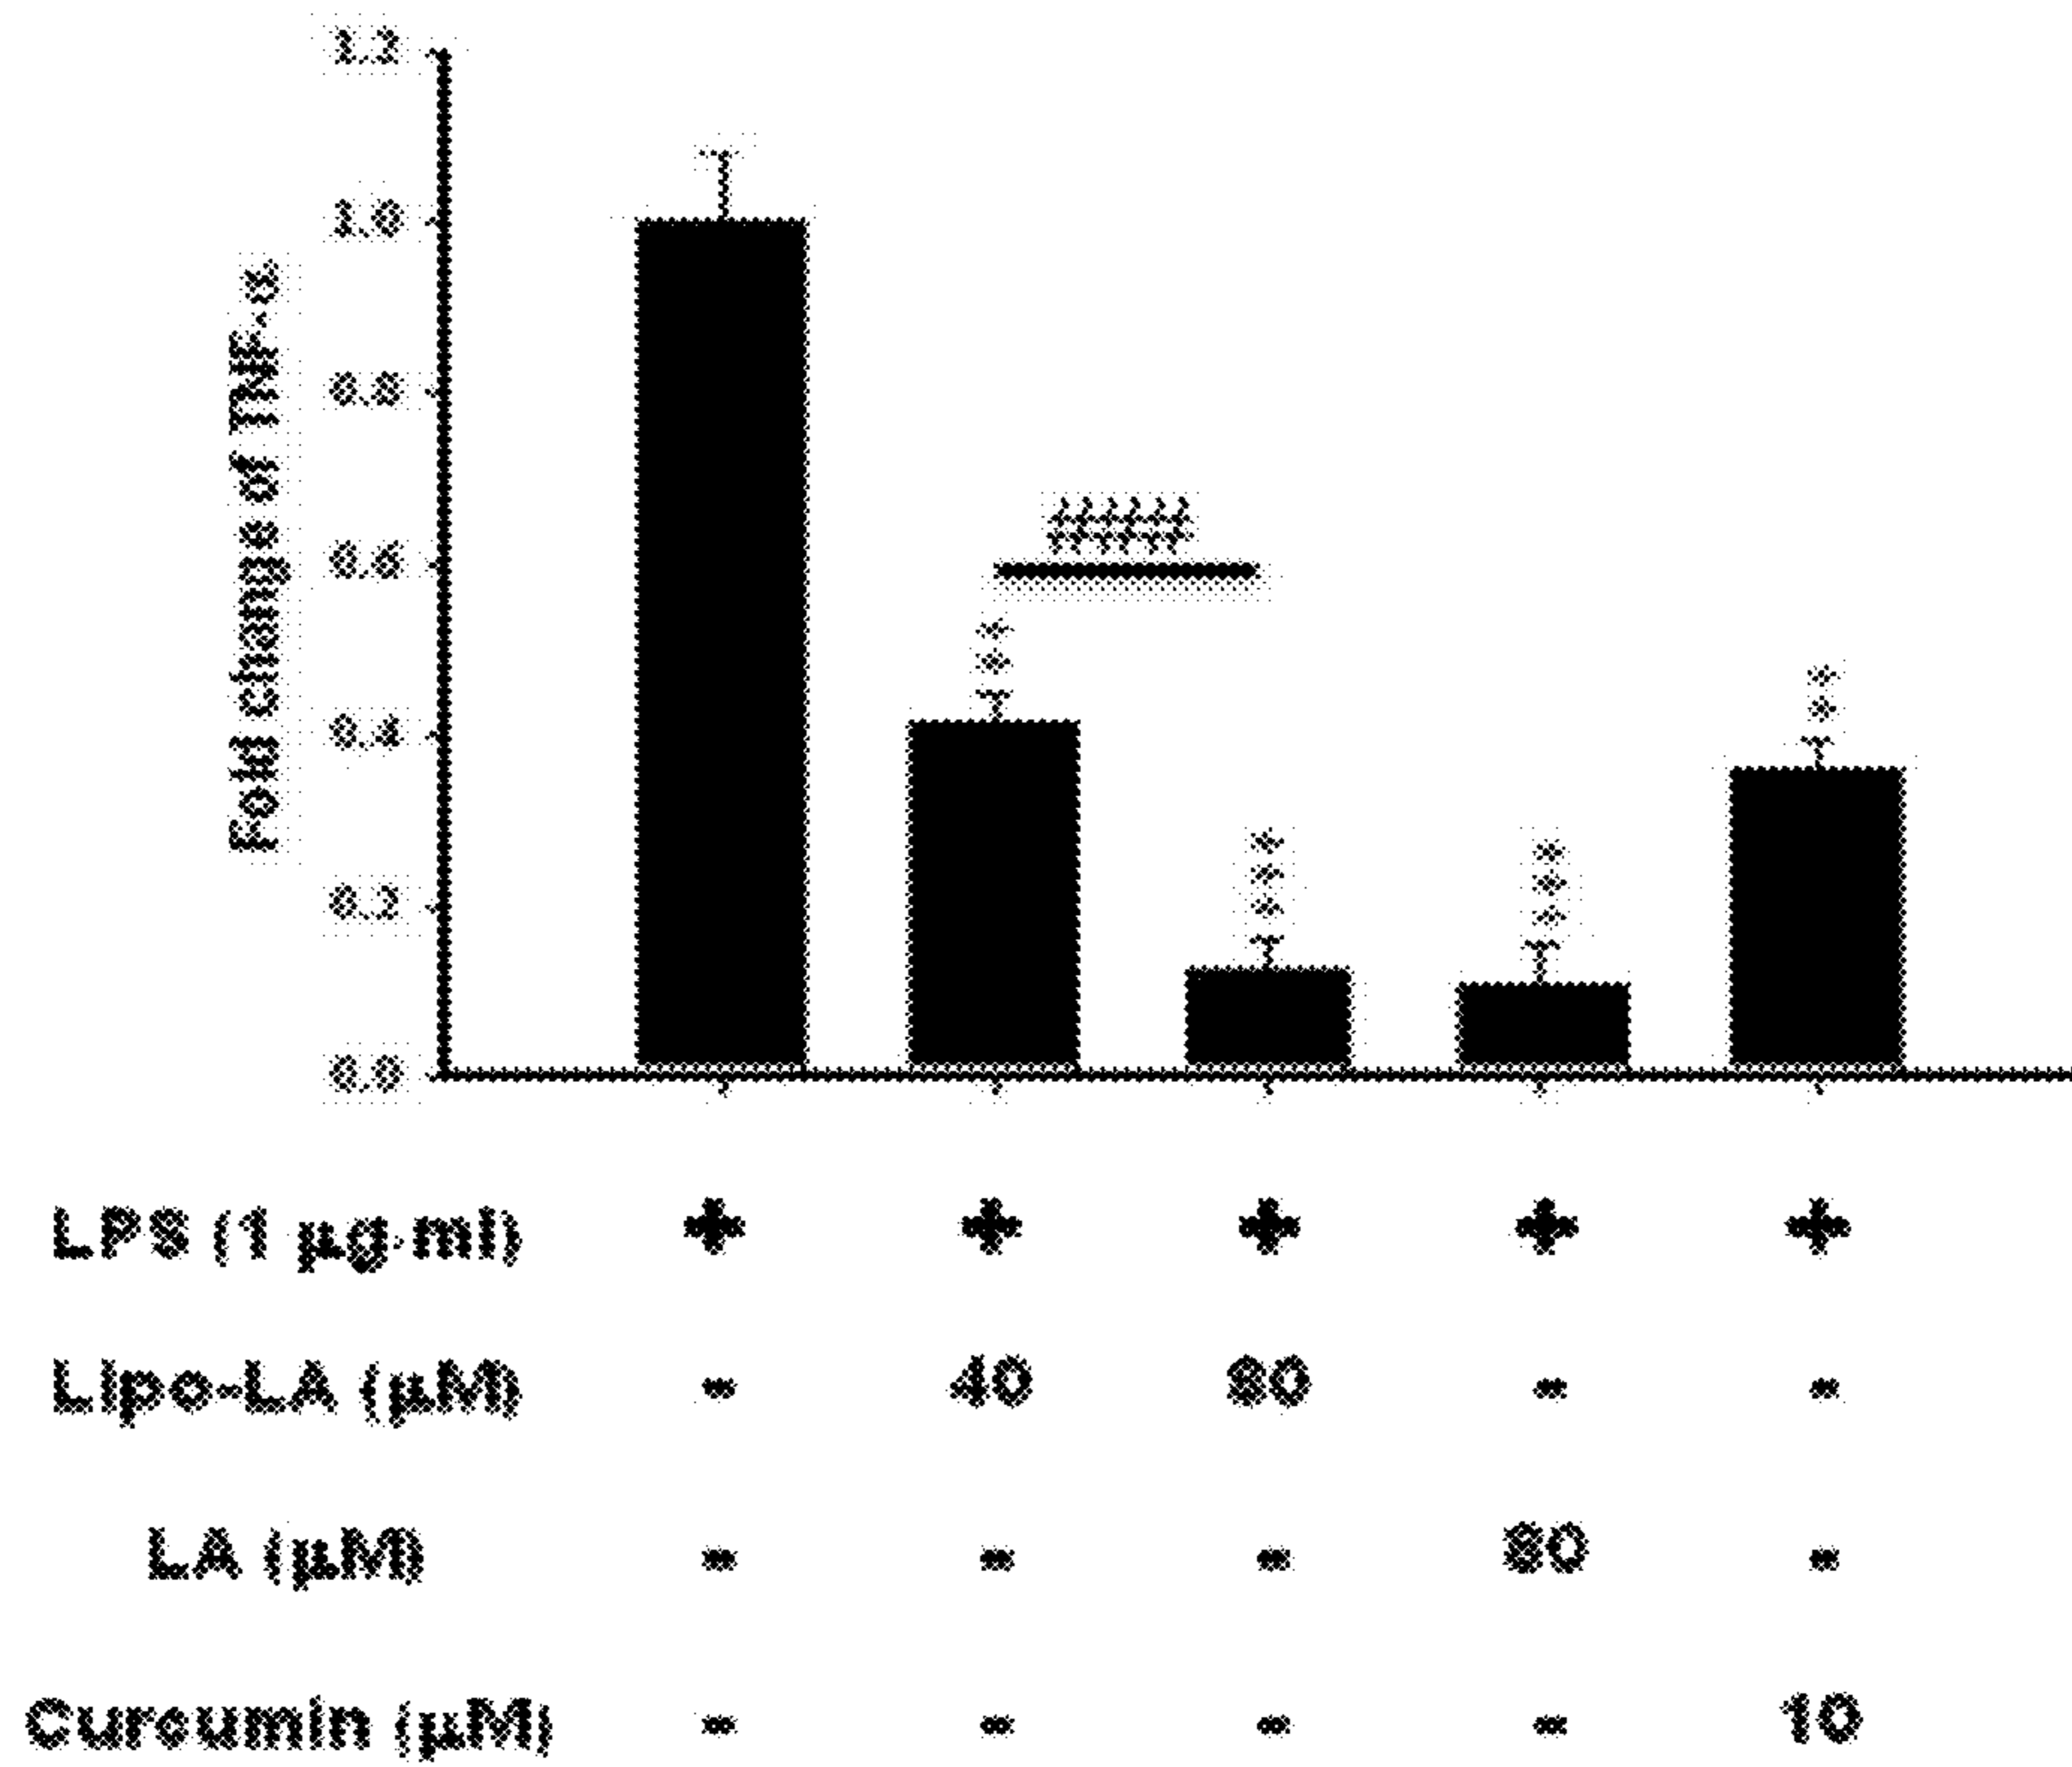 1.2
1.0
0.8
0.6
0.4
0.2
0.0
Fold change of TNF-α
###
**
***
***
**
LPS (1 µg/ml) + + + + +
Lipo-LA (µM) - 40 80 - -
LA (µM) - - - 80 -
Curcumin (µM) - - - - 10